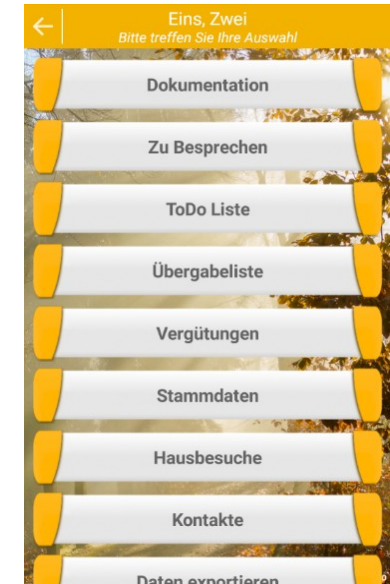 Eins, Zwei
Bitte treffen Sie Ihre Auswahl
Dokumentation
Zu Besprechen
ToDo Liste
Übergabeliste
Vergütungen
Stammdaten
Hausbesuche
Kontakte
Daten exportieren